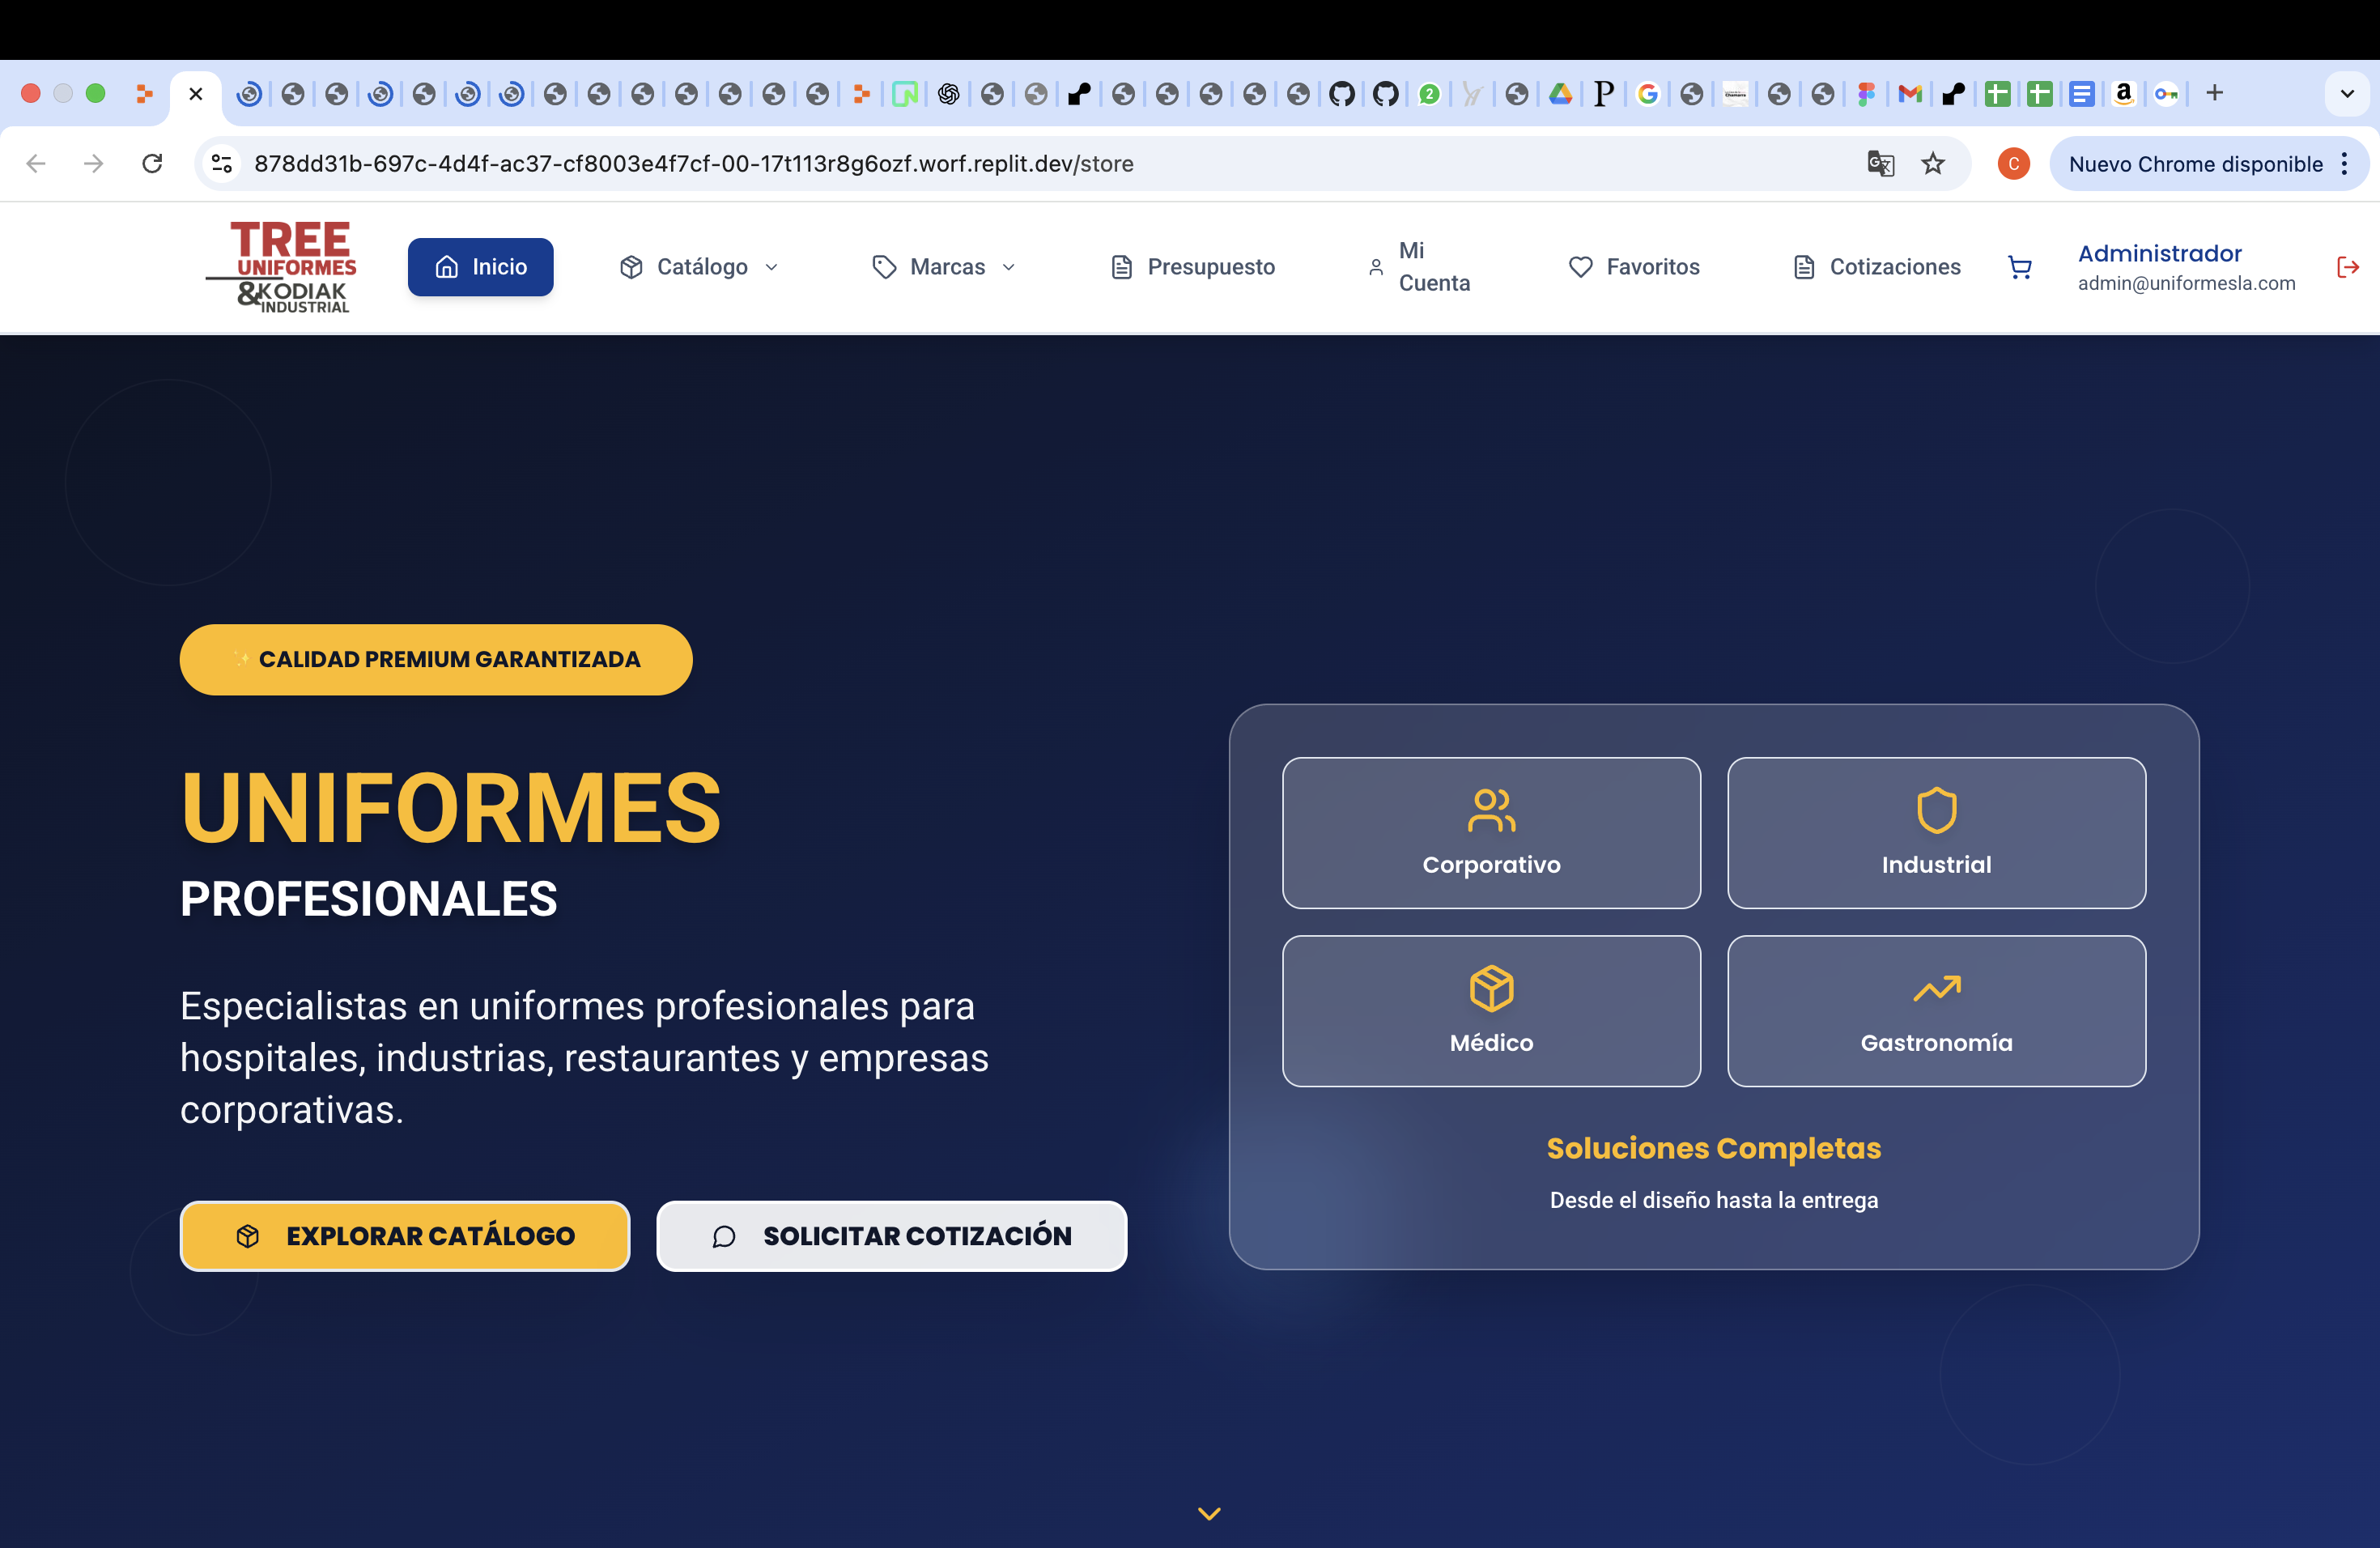 878dd31b-697c-4d4f-ac37-cf8003e4f7cf-00-17t113r8g6ozf.worf.replit.dev/store
Nuevo Chrome disponible
C
2
TREE
UNIFORMES
&KODIAK
INDUSTRIAL
Inicio
Catálogo
Marcas
Presupuesto
Mi
Cuenta
Favoritos
Cotizaciones
Administrador
admin@uniformesla.com
CALIDAD PREMIUM GARANTIZADA
UNIFORMES
PROFESIONALES
Especialistas en uniformes profesionales para
hospitales, industrias, restaurantes y empresas
corporativas.
EXPLORAR CATÁLOGO
SOLICITAR COTIZACIÓN
Corporativo
Industrial
Médico
Gastronomía
Soluciones Completas
Desde el diseño hasta la entrega